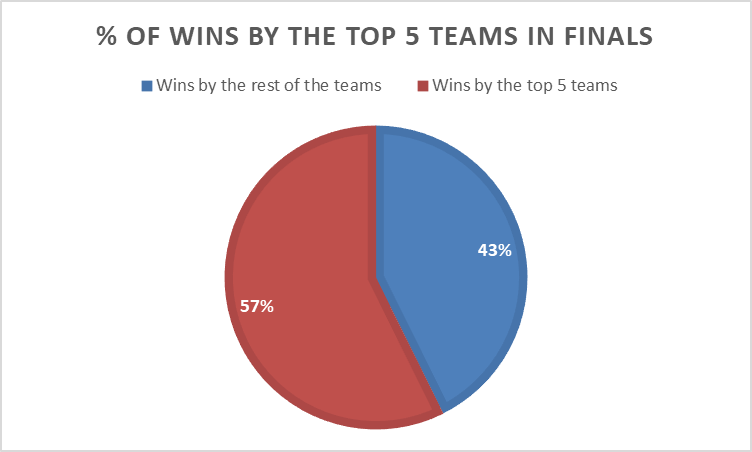 % OF WINS BY THE TOP 5 TEAMS IN FINALS
Wins by the rest of the teams Wins by the top 5 teams
43%
57%